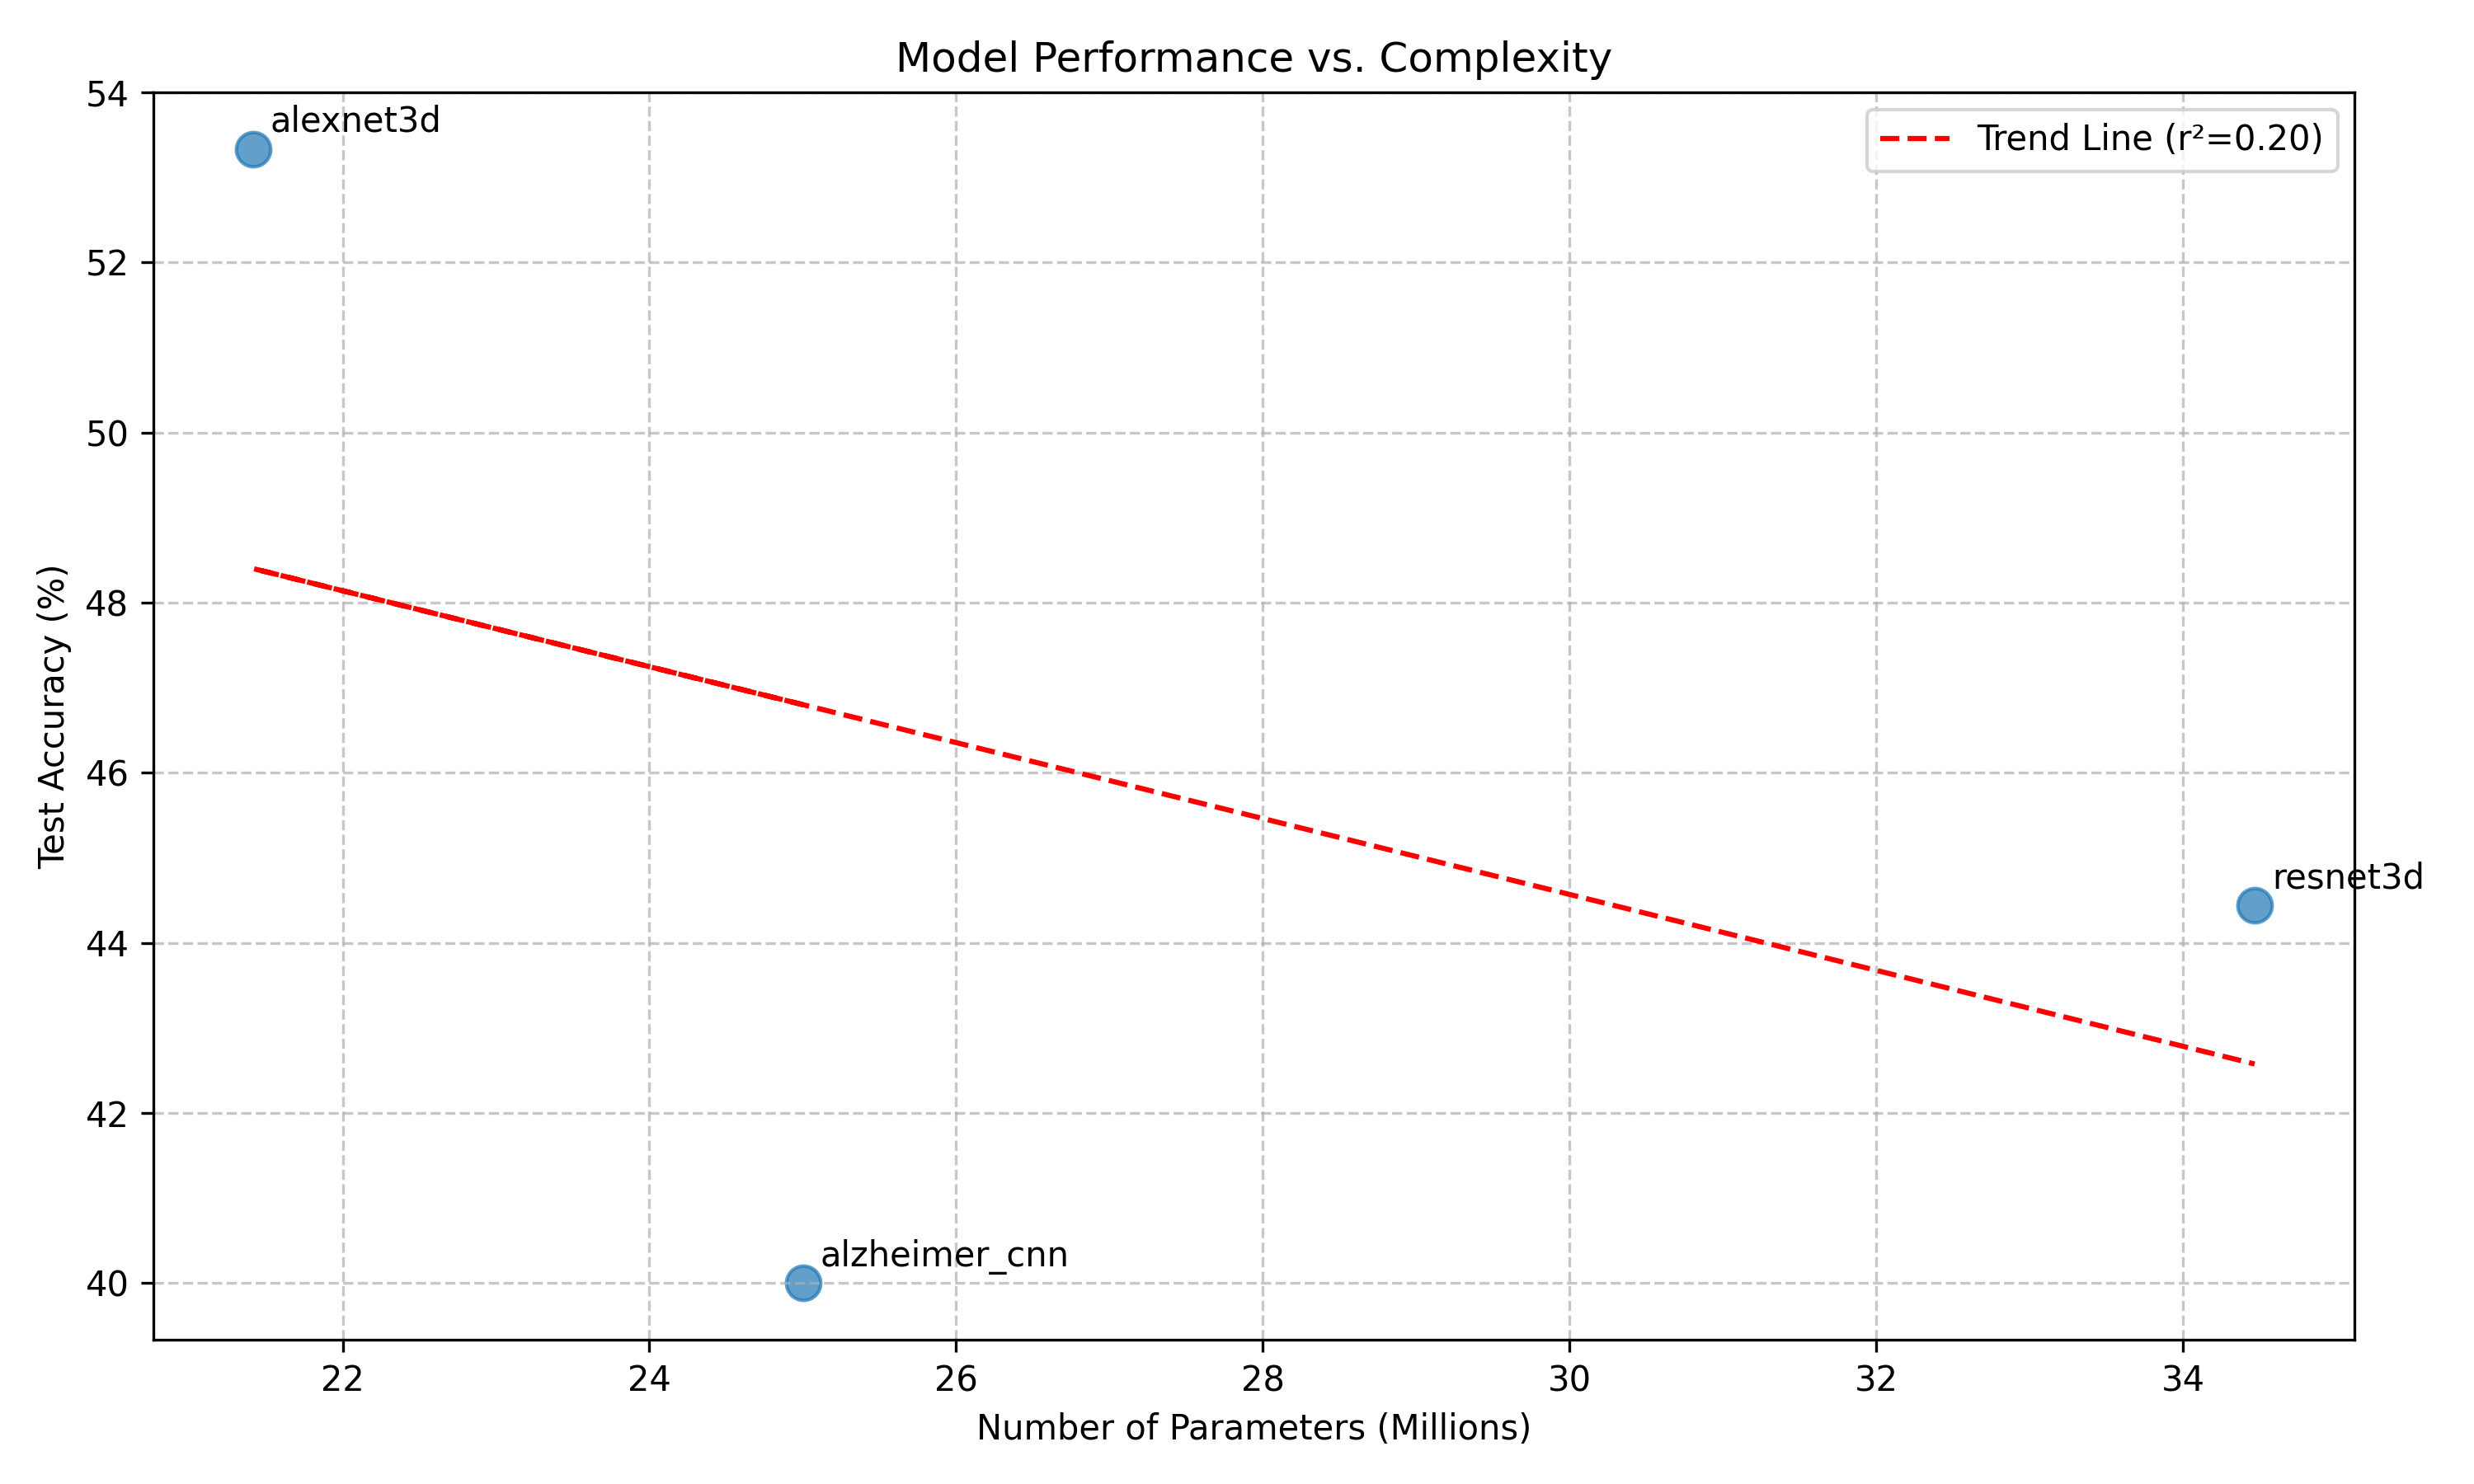 Model Performance vs. Complexity
54
52
50
48
46
44
42
40
Test Accuracy (%)
alexnet3d
Trend Line (r²=0.20)
resnet3d
alzheimer_cnn
22
24
26
28
30
32
34
Number of Parameters (Millions)